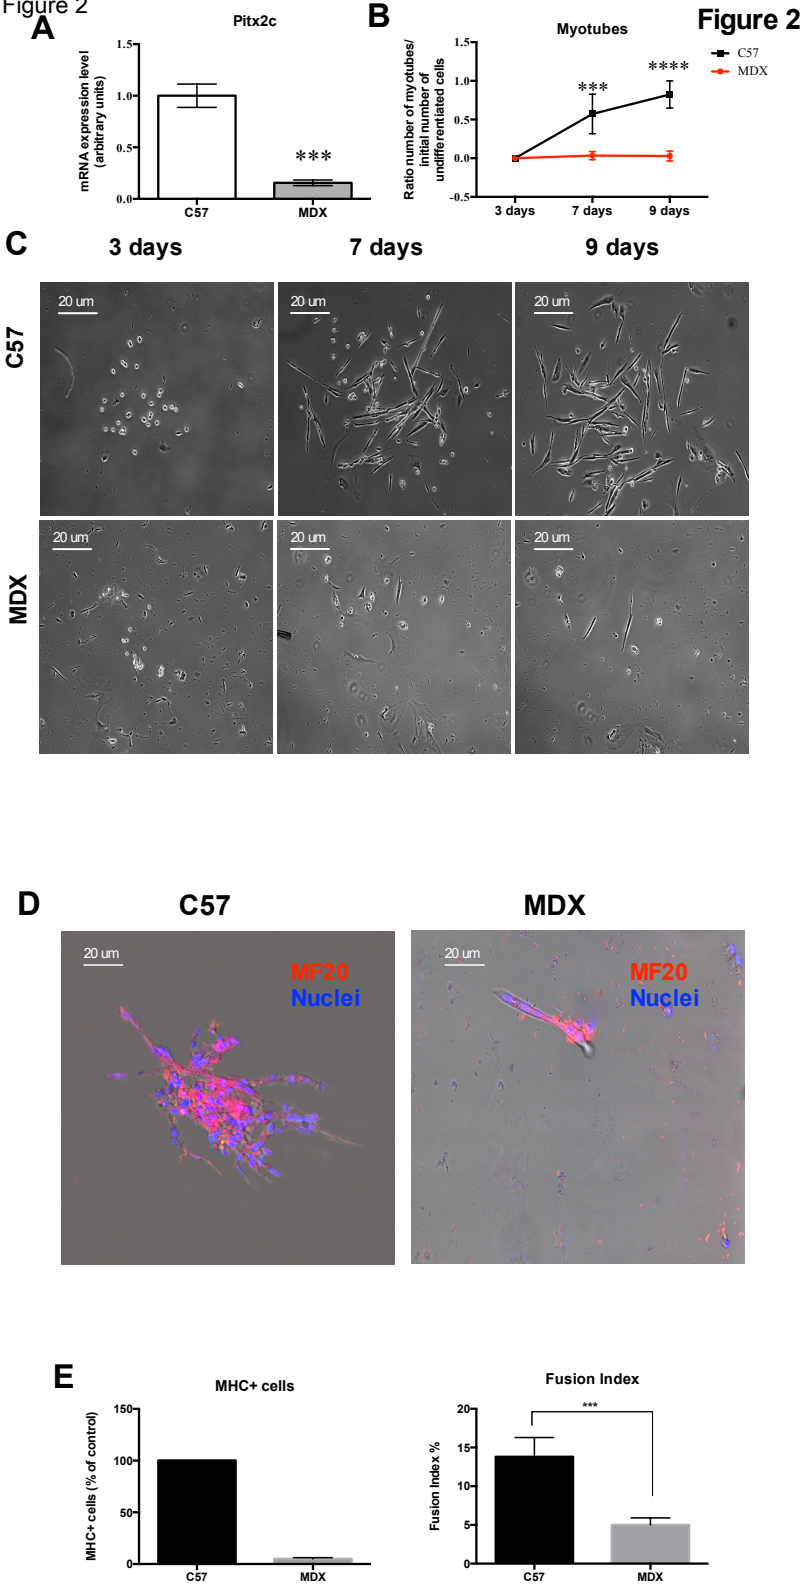 Figure 2
Figure 2
A
Pitx2c
mRNA expression level
(arbitrary units)
1.5
1.0
0.5
0.0
***
C57
MDX
B
Myotubes
C57
MDX
Ratio number of myotubes/
initial number of
undifferentiated cells
1.5
1.0
0.5
0.0
-0.5
***
****
3 days
7 days
9 days
C
3 days
7 days
9 days
C57
20 um
20 um
20 um
MDX
20 um
20 um
20 um
D
C57
MDX
20 um
MF20
Nuclei
20 um
MF20
Nuclei
E
MHC+ cells
MHC+ cells (% of control)
150
100
50
0
C57
MDX
Fusion Index
Fusion Index %
20
15
10
5
0
***
C57
MDX